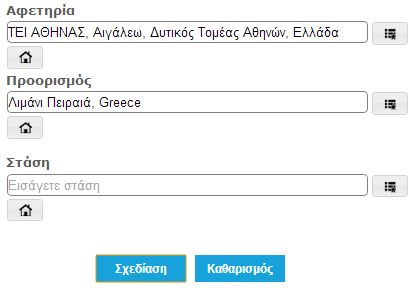 Αφετηρία
ΤΕΙ ΑΘΗΝΑΣ, Αιγάλεω, Δυτικός Τομέας Αθηνών, Ελλάδα
Προορισμός
Λιμάνι Πειραιά, Greece
Στάση
Εισάγετε στάση
Σχεδίαση Καθαρισμός